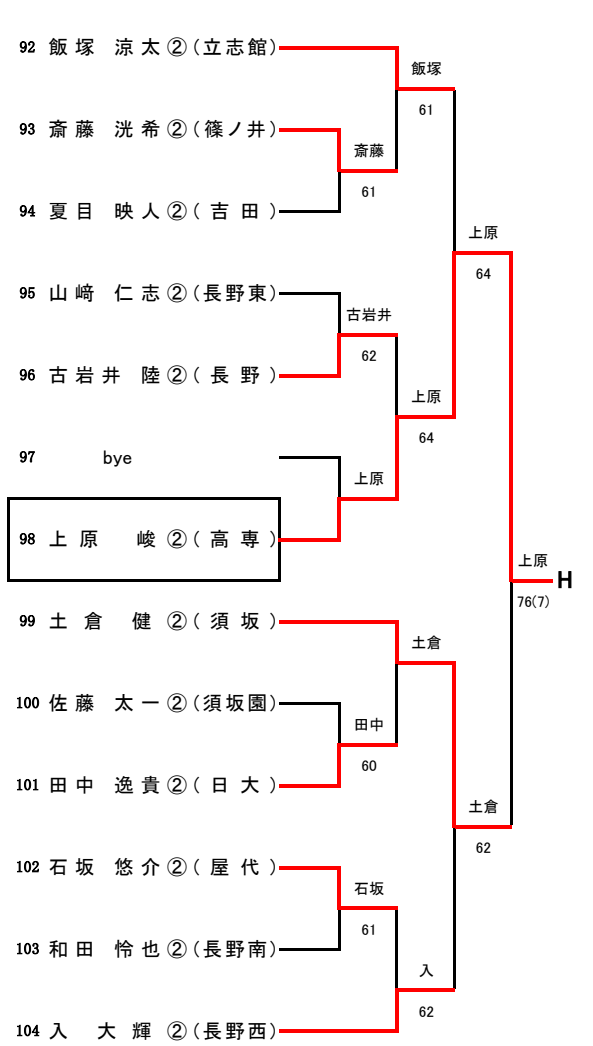 92 飯塚 涼太②(立志館)
飯塚
61
93 斎藤 洸希②(篠ノ井)
斎藤
61
94 夏目 映人②(吉田)
上原
64
95 山﨑 仁志②(長野東)
古岩井
62
96 古岩井 陸②(長野)
上原
64
97 bye
上原
98 上原 峻②(高専)
上原
H
76(7)
99 土倉 健②(須坂)
土倉
100 佐藤 太一②(須坂園)
田中
60
101 田中 逸貴②(日大)
土倉
62
102 石坂 悠介②(屋代)
石坂
61
103 和田 怜也②(長野南)
入
62
104 入 大輝②(長野西)